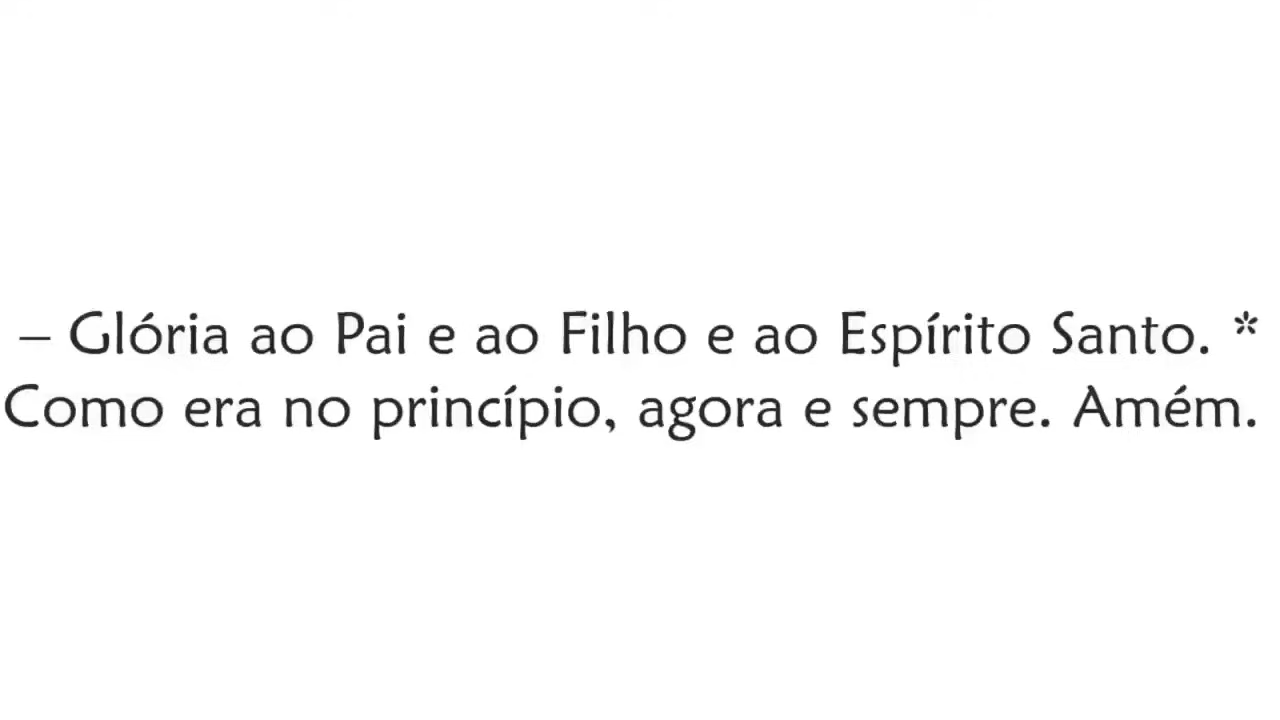 – Glória ao Pai e ao Filho e ao Espírito Santo. *
Como era no princípio, agora e sempre. Amém.